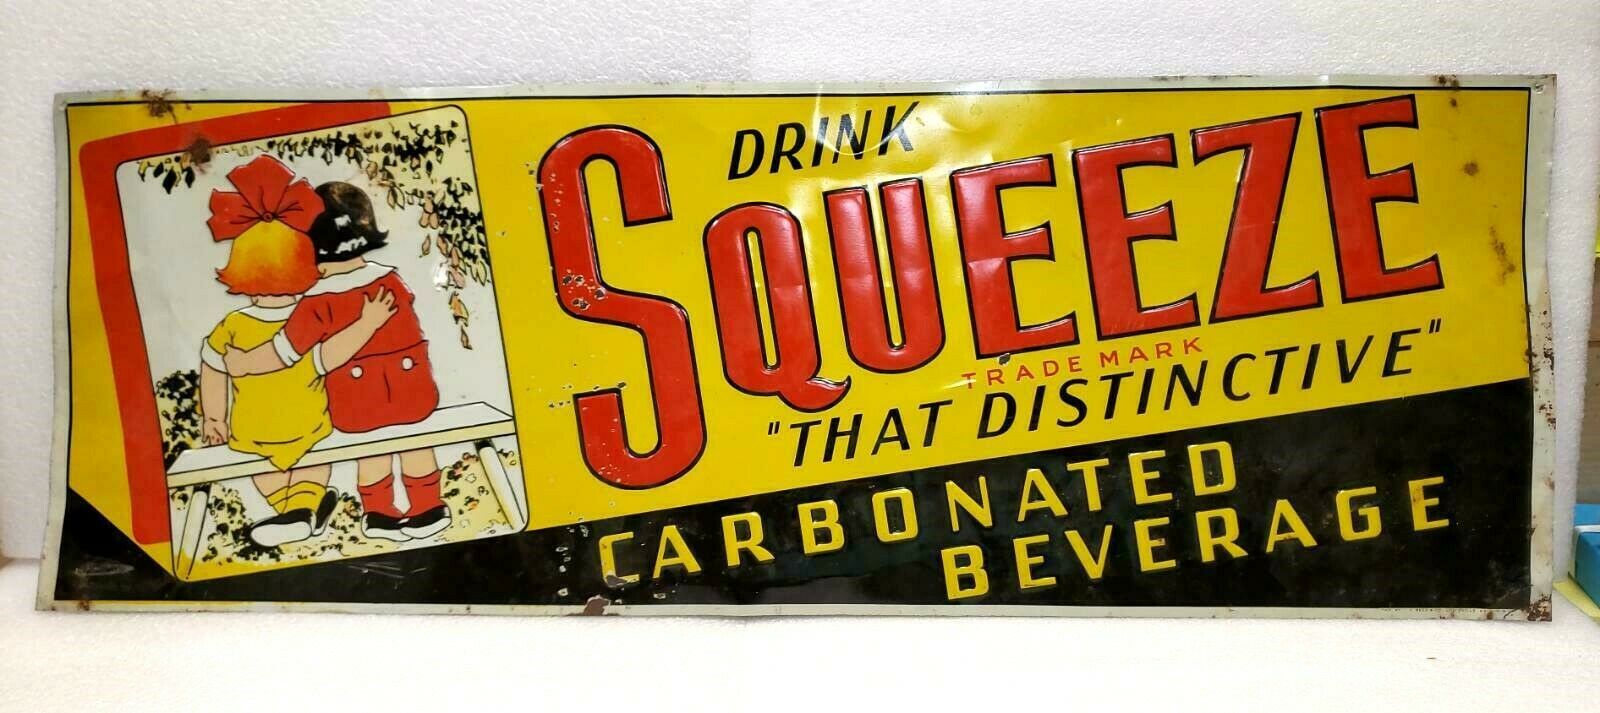 DRINK
SQUEEZE
TRADE MARK
"THAT DISTINCTIVE"
CARBONATED
BEVERAGE